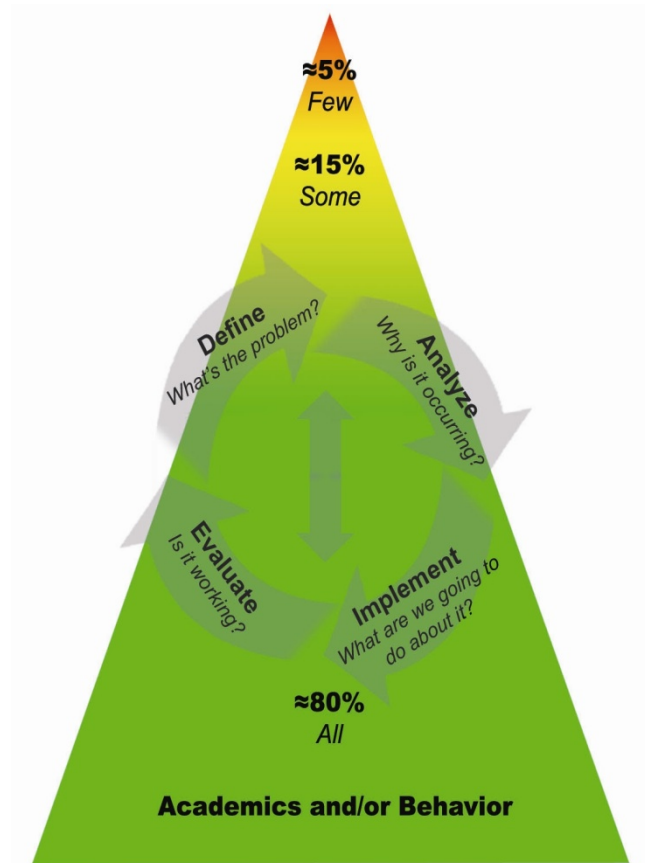 ≈5%
Few
≈15%
Some
Define
What's the problem?
Analyze
Why is it occurring?
Implement
What are we going to
do about it?
Evaluate
Is it working?
≈80%
All
Academics and/or Behavior